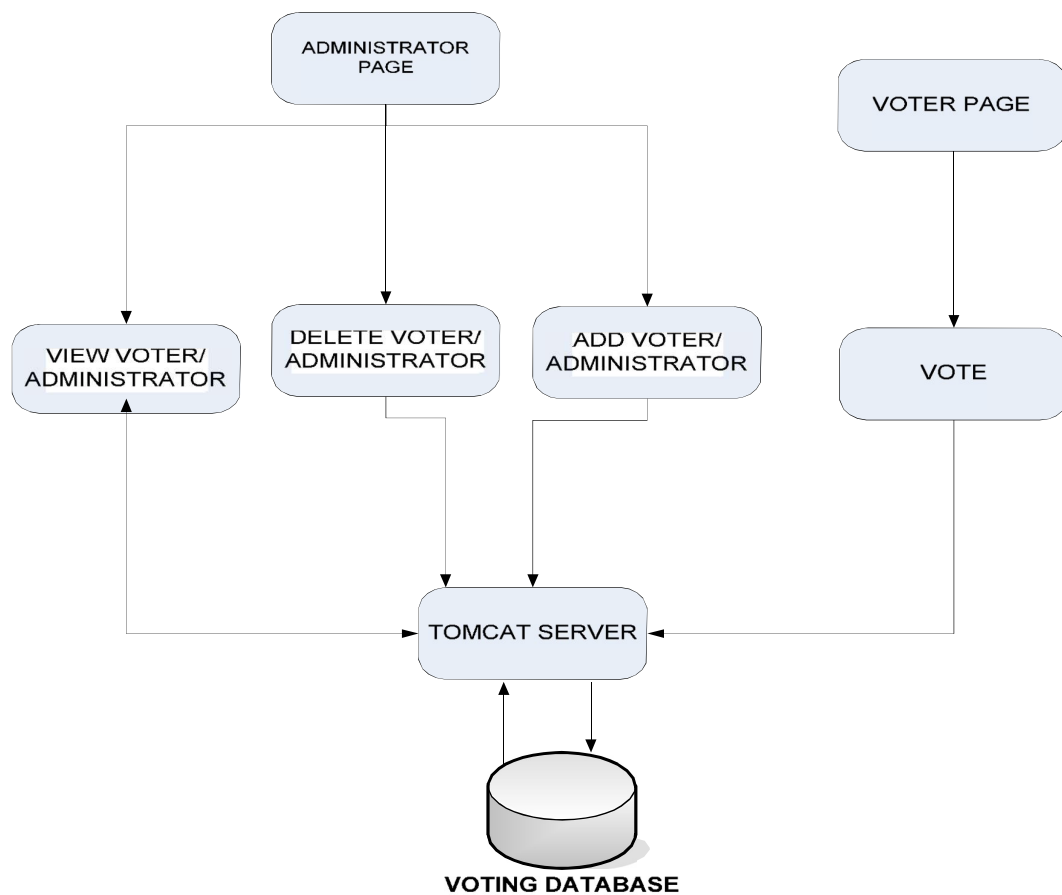 ADMINISTRATOR
PAGE
VOTER PAGE
VIEW VOTER/
ADMINISTRATOR
DELETE VOTER/
ADMINISTRATOR
ADD VOTER/
ADMINISTRATOR
VOTE
TOMCAT SERVER
VOTING DATABASE